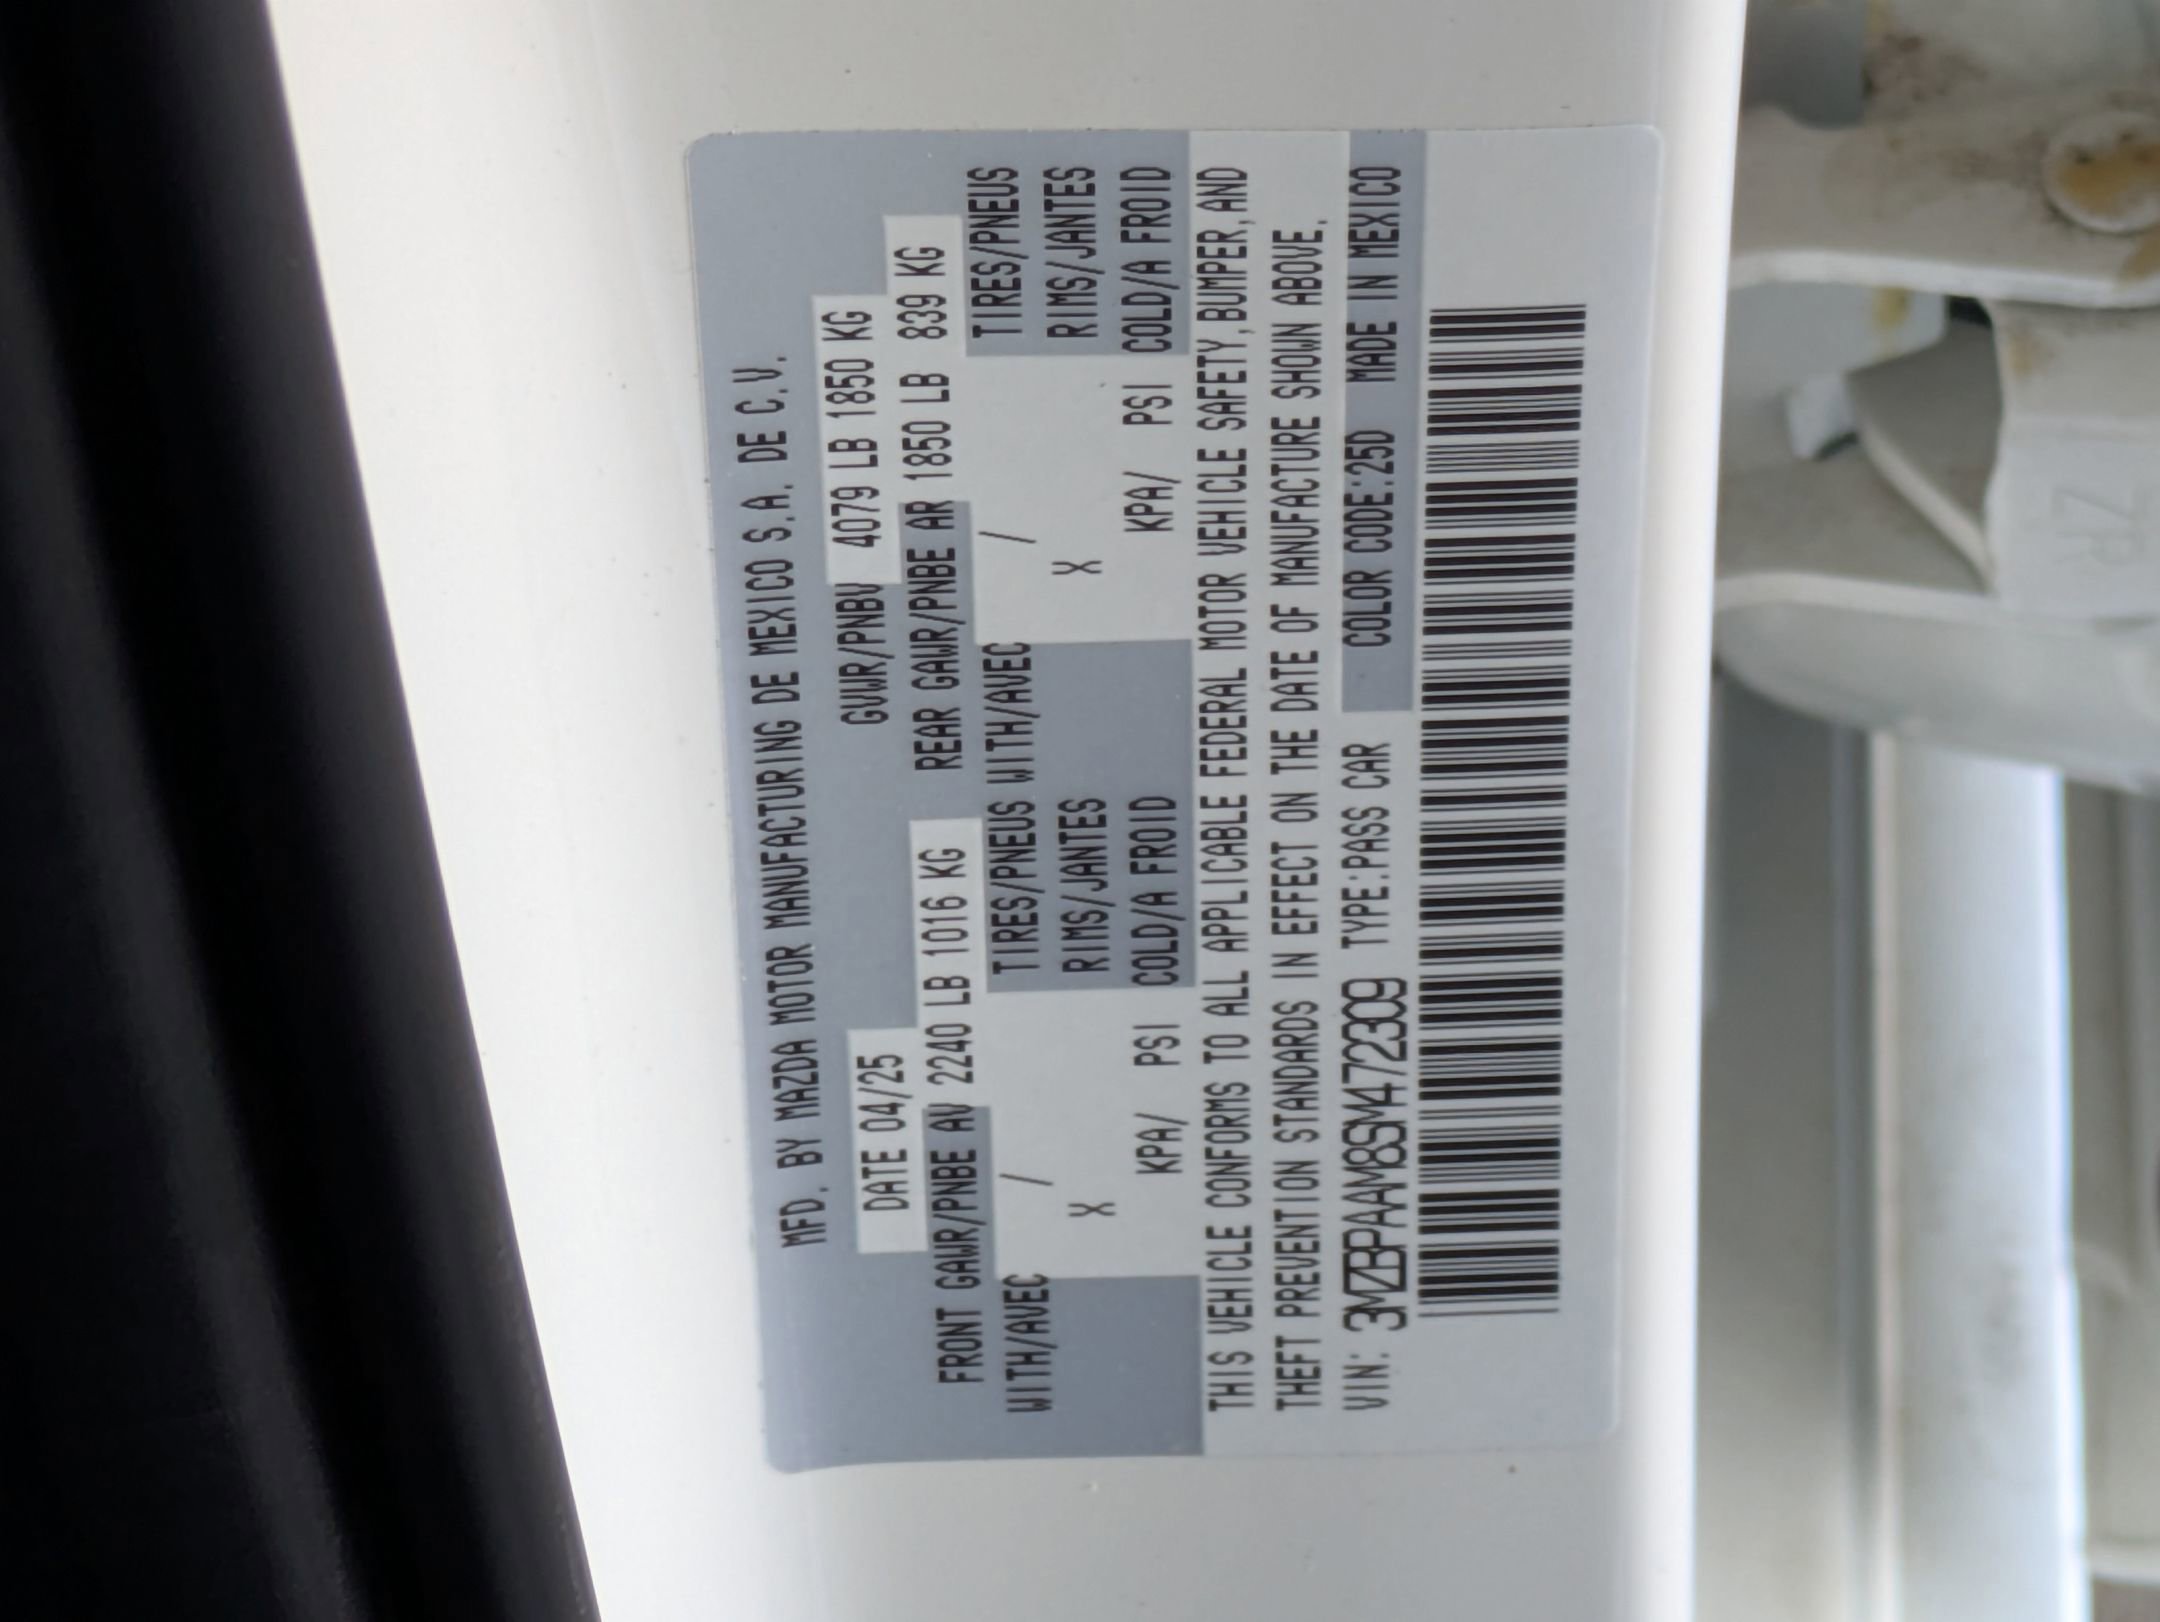 MFD. BY MAZDA MOTOR MANUFACTURING DE MEXICO S.A. DE C.V.
DATE 04/25 GVWR/PNBV 4079 LB 1850 KG
FRONT GAWR/PNBE AV 2240 LB 1016 KG REAR GAWR/PNBE AR 1850 LB 839 KG
WITH/AVEC / TIRES/PNEUS WITH/AVEC / TIRES/PNEUS
X RIMS/JANTES X RIMS/JANTES
KPA/ PSI COLD/A FROID KPA/ PSI COLD/A FROID
THIS VEHICLE CONFORMS TO ALL APPLICABLE FEDERAL MOTOR VEHICLE SAFETY, BUMPER, AND
THEFT PREVENTION STANDARDS IN EFFECT ON THE DATE OF MANUFACTURE SHOWN ABOVE.
VIN: 3MZBPAAM8SM472309 TYPE:PASS CAR COLOR CODE:25D MADE IN MEXICO